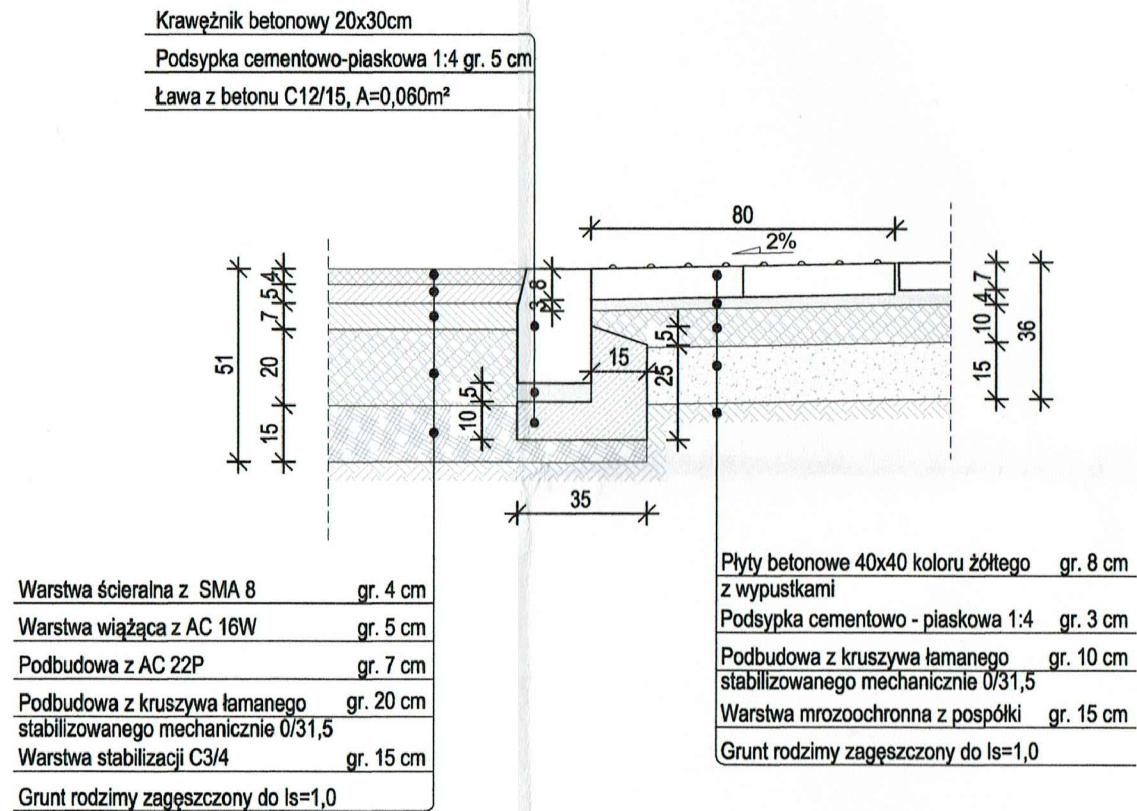 Krawężnik betonowy 20x30cm
Podsypka cementowo-piaskowa 1:4 gr. 5 cm
Ława z betonu C12/15, A=0,060m²
80
2%
4
5
7
20
15
51
8
3
5
10
15
5
25
35
7
4
10
15
36
Warstwa ścieralna z SMA 8 gr. 4 cm
Warstwa wiążąca z AC 16W gr. 5 cm
Podbudowa z AC 22P gr. 7 cm
Podbudowa z kruszywa łamanego gr. 20 cm
stabilizowanego mechanicznie 0/31,5
Warstwa stabilizacji C3/4 gr. 15 cm
Grunt rodzimy zagęszczony do Is=1,0
Płyty betonowe 40x40 koloru żółtego gr. 8 cm
z wypustkami
Podsypka cementowo - piaskowa 1:4 gr. 3 cm
Podbudowa z kruszywa łamanego gr. 10 cm
stabilizowanego mechanicznie 0/31,5
Warstwa mrozoochronna z pospółki gr. 15 cm
Grunt rodzimy zagęszczony do Is=1,0